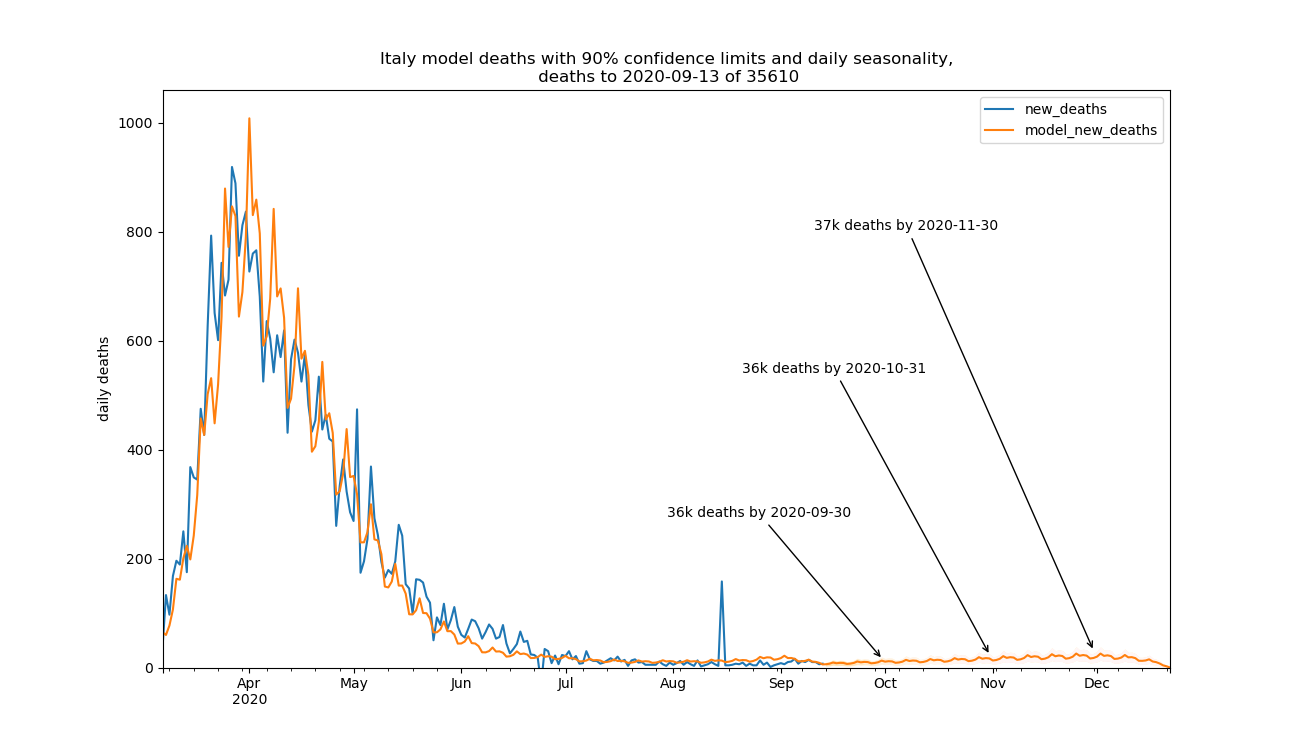 Italy model deaths with 90% confidence limits and daily seasonality,
deaths to 2020-09-13 of 35610
new_deaths
model_new_deaths
daily deaths
1000
800
600
400
200
0
37k deaths by 2020-11-30
36k deaths by 2020-10-31
36k deaths by 2020-09-30
Apr May Jun Jul Aug Sep Oct Nov Dec
2020